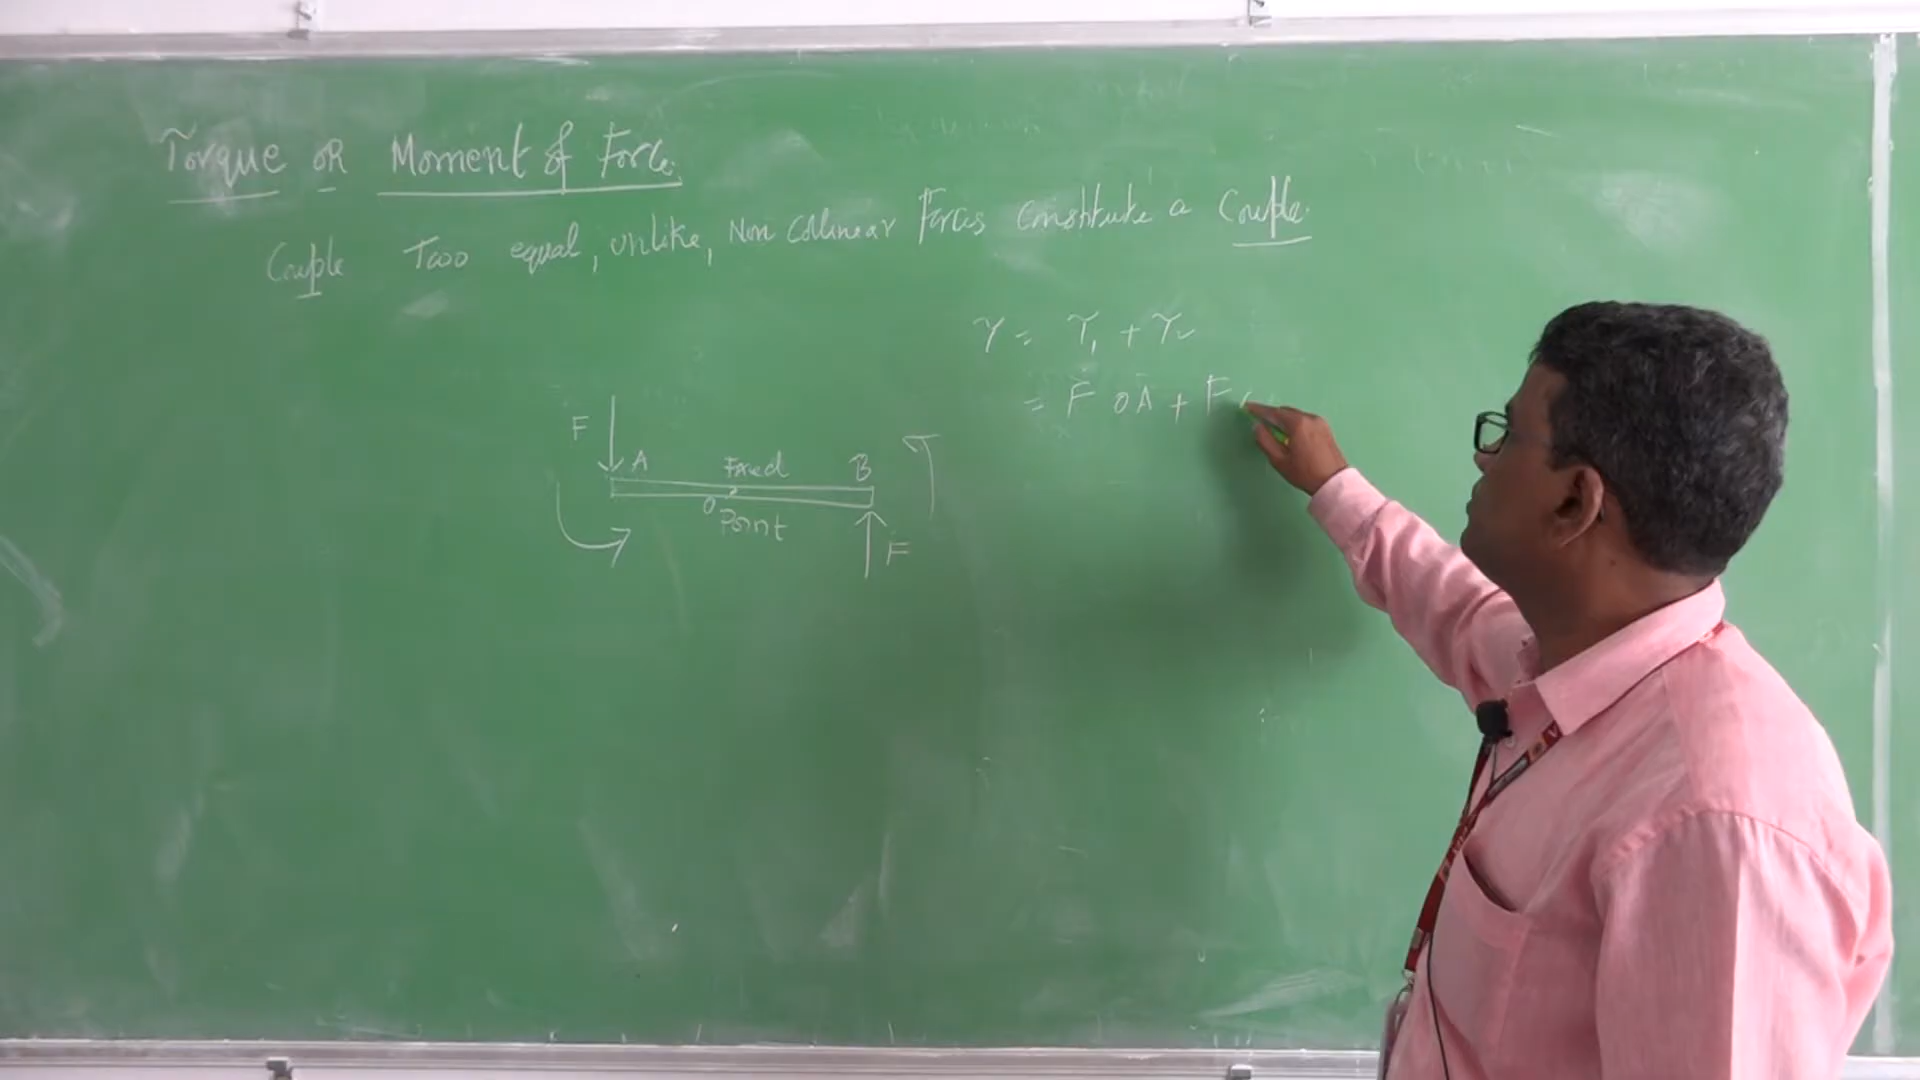 Torque OR Moment of Force.
Couple Two equal, unlike, Non Collinear Forces Constitute a Couple.
τ = τ₁ + τ₂
= F OA + F
F
A Fixed B
O Point
F